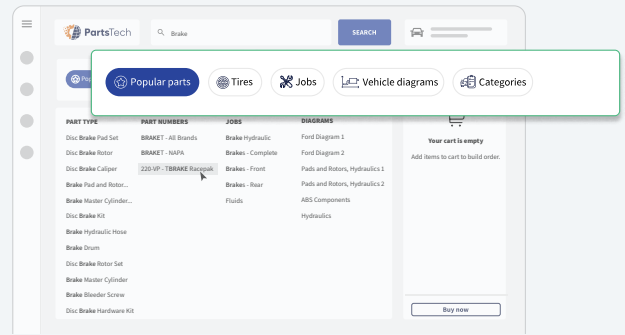 PartsTech
Brake
SEARCH
Popular parts
Tires
Jobs
Vehicle diagrams
Categories
PART TYPE
Disc Brake Pad Set
Disc Brake Rotor
Disc Brake Caliper
Brake Pad and Rotor...
Brake Master Cylinder...
Disc Brake Kit
Brake Hydraulic Hose
Brake Drum
Disc Brake Rotor Set
Brake Master Cylinder
Brake Bleeder Screw
Disc Brake Hardware Kit
PART NUMBERS
BRAKET - All Brands
BRAKET - NAPA
220-VP - TBRAKE Racepak
JOBS
Brake Hydraulic
Brakes - Complete
Brakes - Front
Brakes - Rear
Fluids
DIAGRAMS
Ford Diagram 1
Ford Diagram 2
Pads and Rotors, Hydraulics 1
Pads and Rotors, Hydraulics 2
ABS Components
Hydraulics
Your cart is empty
Add items to cart to build order.
Buy now